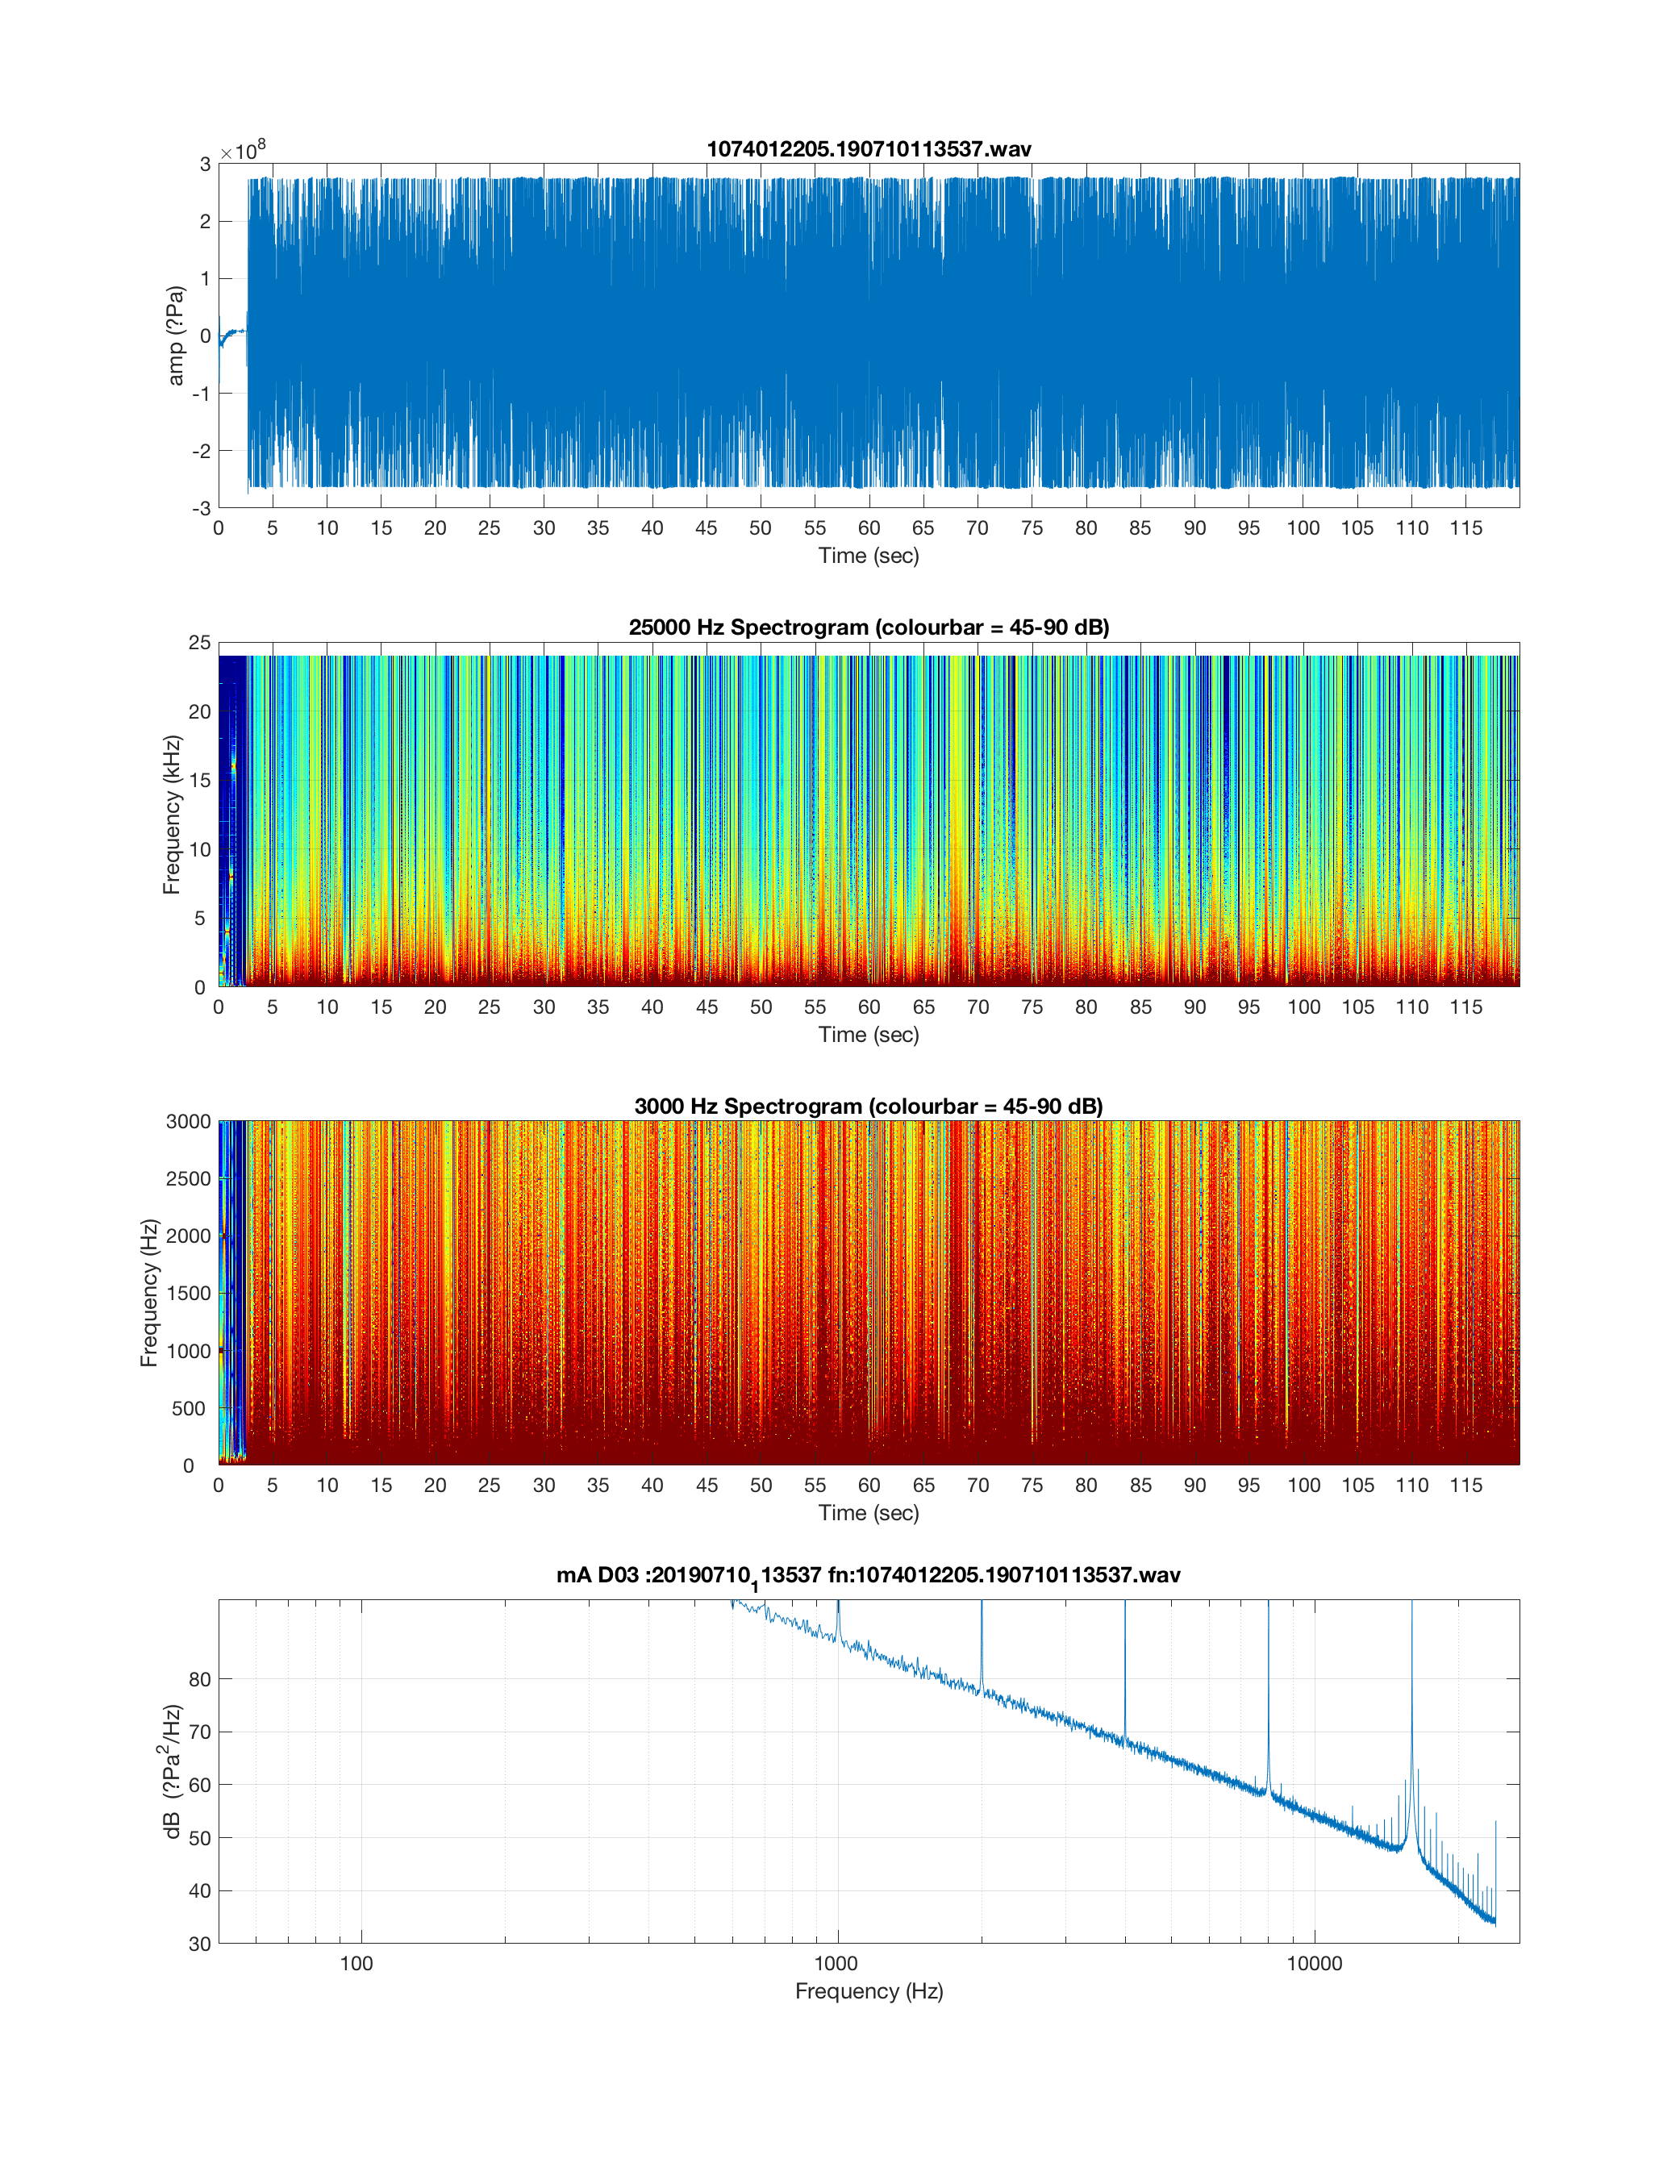 1074012205.190710113537.wav
×10^8
3
2
1
0
-1
-2
-3
amp (?Pa)
0 5 10 15 20 25 30 35 40 45 50 55 60 65 70 75 80 85 90 95 100 105 110 115
Time (sec)
25000 Hz Spectrogram (colourbar = 45-90 dB)
25
20
15
10
5
0
Frequency (kHz)
0 5 10 15 20 25 30 35 40 45 50 55 60 65 70 75 80 85 90 95 100 105 110 115
Time (sec)
3000 Hz Spectrogram (colourbar = 45-90 dB)
3000
2500
2000
1500
1000
500
0
Frequency (Hz)
0 5 10 15 20 25 30 35 40 45 50 55 60 65 70 75 80 85 90 95 100 105 110 115
Time (sec)
mA D03 :20190710_113537 fn:1074012205.190710113537.wav
80
70
60
50
40
30
dB (?Pa^2/Hz)
100 1000 10000
Frequency (Hz)